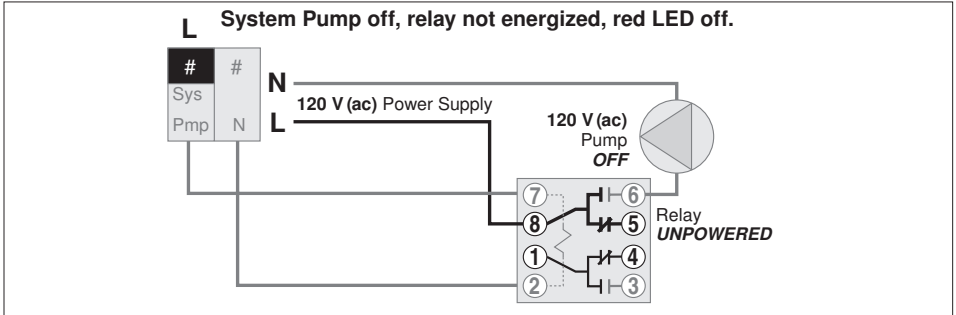 System Pump off, relay not energized, red LED off.
L
# #
Sys
Pmp N
N
120 V (ac) Power Supply
L
120 V (ac)
Pump
OFF
7 6
8 5
1 4
2 3
Relay
UNPOWERED